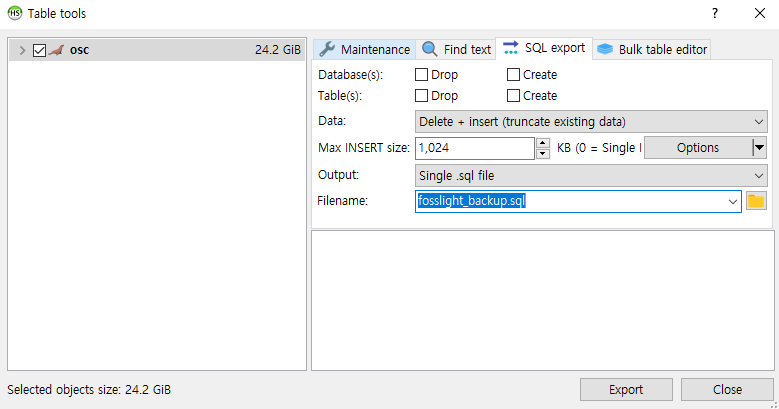 HS Table tools ? ×
osc 24.2 GiB
Maintenance Find text SQL export Bulk table editor
Database(s): Drop Create
Table(s): Drop Create
Data: Delete + insert (truncate existing data)
Max INSERT size: 1,024 KB (0 = Single I Options
Output: Single .sql file
Filename: fosslight_backup.sql
Selected objects size: 24.2 GiB Export Close